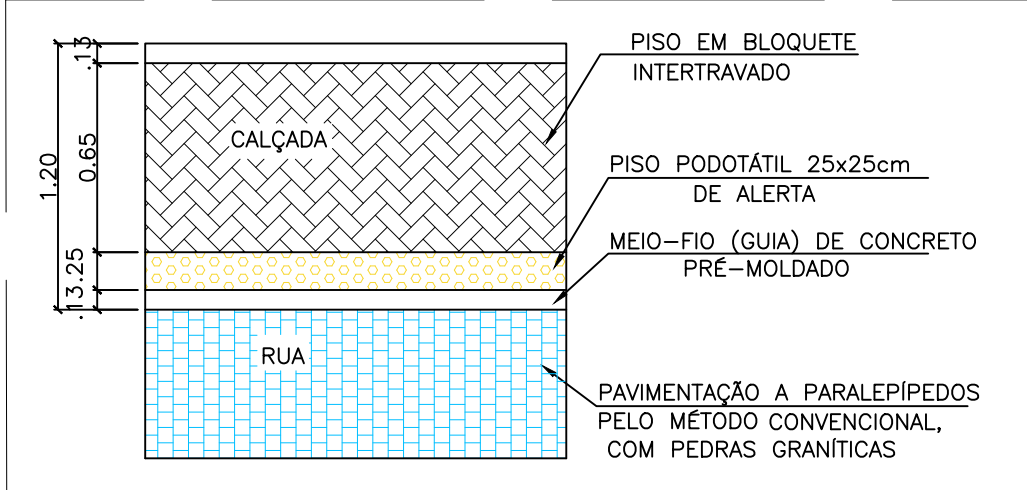 .13
PISO EM BLOQUETE
INTERTRAVADO
CALÇADA
1.20
0.65
PISO PODOTÁTIL 25x25cm
DE ALERTA
MEIO-FIO (GUIA) DE CONCRETO
PRÉ-MOLDADO
.25
.13
RUA
PAVIMENTAÇÃO A PARALEPÍPEDOS
PELO MÉTODO CONVENCIONAL,
COM PEDRAS GRANÍTICAS